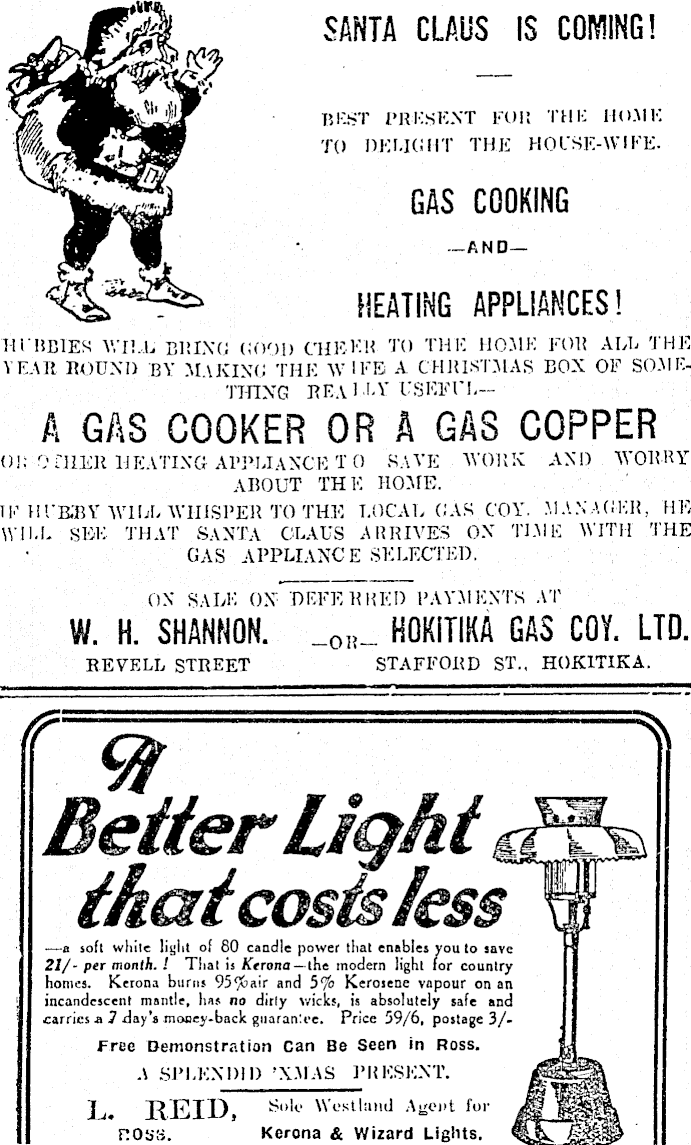 SANTA CLAUS IS COMING!
BEST PRESENT FOR THE HOME
TO DELIGHT THE HOUSE-WIFE.
GAS COOKING
—AND—
HEATING APPLIANCES!
HUBBIES WILL BRING GOOD CHEER TO THE HOME FOR ALL THE
YEAR ROUND BY MAKING THE WIFE A CHRISTMAS BOX OF SOME-
THING REALLY USEFUL—
A GAS COOKER OR A GAS COPPER
OR OTHER HEATING APPLIANCE TO SAVE WORK AND WORRY
ABOUT THE HOME.
IF HUBBY WILL WHISPER TO THE LOCAL GAS COY. MANAGER, HE
WILL SEE THAT SANTA CLAUS ARRIVES ON TIME WITH THE
GAS APPLIANCE SELECTED.
ON SALE ON DEFERRED PAYMENTS AT
W. H. SHANNON. —OR— HOKITIKA GAS COY. LTD.
REVELL STREET STAFFORD ST., HOKITIKA.
A
Better Light
that costs less
—a soft white light of 80 candle power that enables you to save
21/- per month. ! That is Kerona—the modern light for country
homes. Kerona burns 95% air and 5% Kerosene vapour on an
incandescent mantle, has no dirty wicks, is absolutely safe and
carries a 7 day's money-back guarantee. Price 59/6, postage 3/-
Free Demonstration Can Be Seen in Ross.
A SPLENDID 'XMAS PRESENT.
L. REID, Sole Westland Agent for
ROSS. Kerona & Wizard Lights.